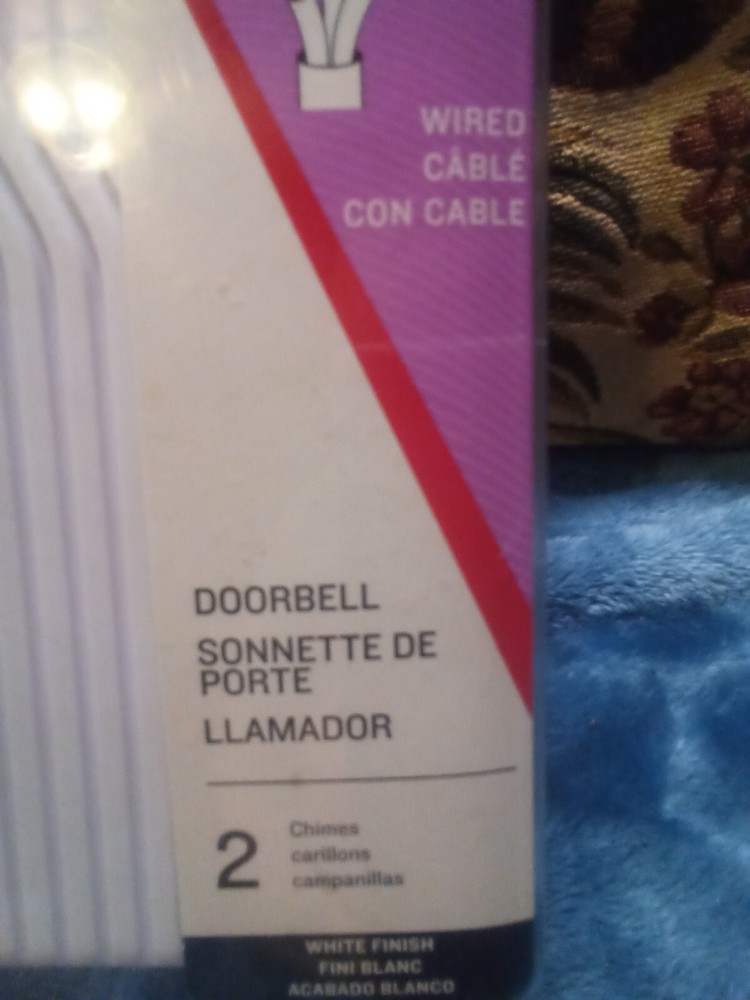 WIRED
CÂBLÉ
CON CABLE
DOORBELL
SONNETTE DE
PORTE
LLAMADOR
2
Chimes
carillons
campanillas
WHITE FINISH
FINI BLANC
ACABADO BLANCO